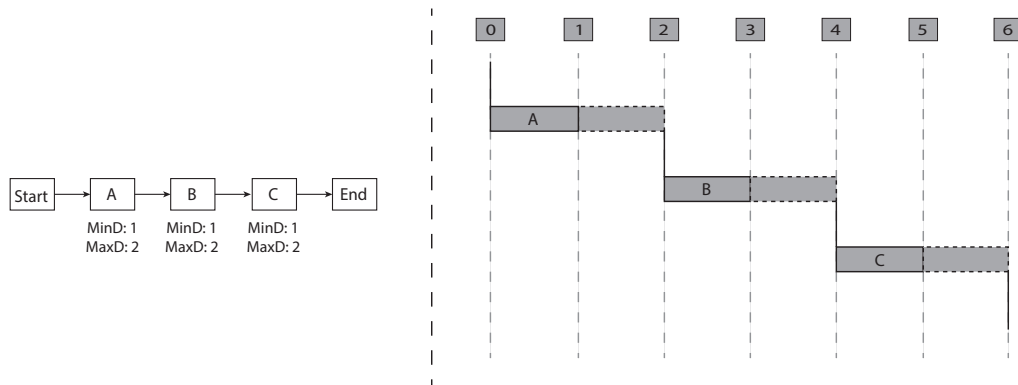 Start A B C End
MinD: 1 MinD: 1 MinD: 1
MaxD: 2 MaxD: 2 MaxD: 2
0 1 2 3 4 5 6
A
B
C